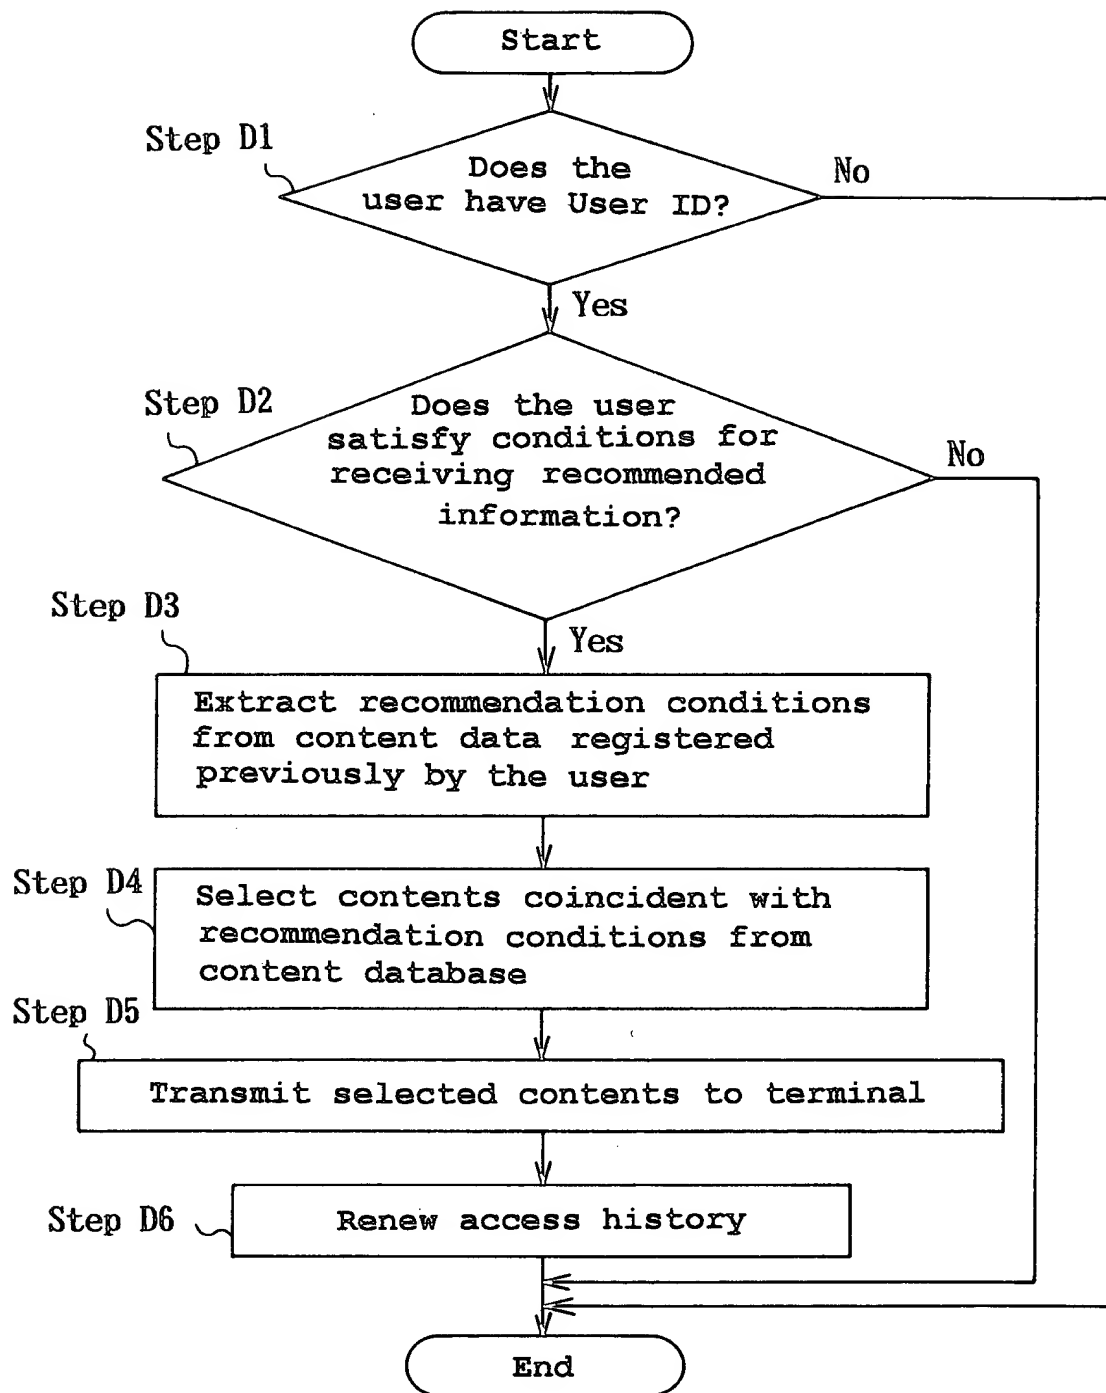 Start
Step D1
Does the
user have User ID?
No
Yes
Step D2
Does the user
satisfy conditions for
receiving recommended
information?
No
Step D3
Yes
Extract recommendation conditions
from content data registered
previously by the user
Step D4
Select contents coincident with
recommendation conditions from
content database
Step D5
Transmit selected contents to terminal
Step D6
Renew access history
End